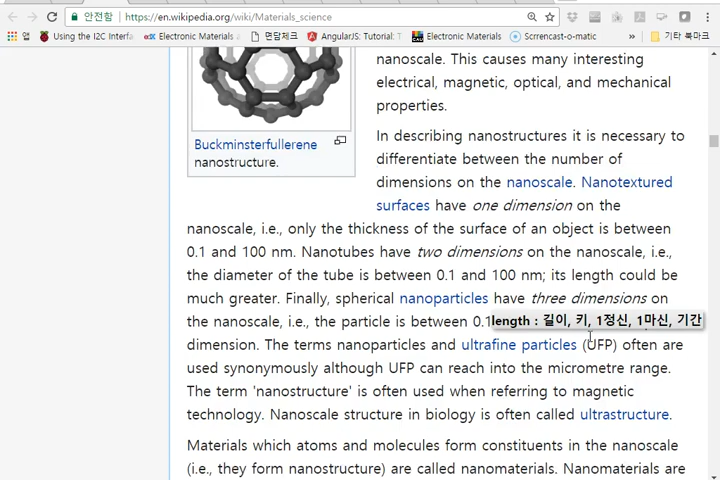 안전함 | https://en.wikipedia.org/wiki/Materials_science
앱 Using the I2C Interfa Electronic Materials a 면담체크 AngularJS: Tutorial: T Electronic Materials Scrrencast-o-matic » 기타 북마크
nanoscale. This causes many interesting
electrical, magnetic, optical, and mechanical
properties.
Buckminsterfullerene
nanostructure.
In describing nanostructures it is necessary to
differentiate between the number of
dimensions on the nanoscale. Nanotextured
surfaces have one dimension on the
nanoscale, i.e., only the thickness of the surface of an object is between
0.1 and 100 nm. Nanotubes have two dimensions on the nanoscale, i.e.,
the diameter of the tube is between 0.1 and 100 nm; its length could be
much greater. Finally, spherical nanoparticles have three dimensions on
the nanoscale, i.e., the particle is between 0.1
length : 길이, 키, 1정신, 1마신, 기간
dimension. The terms nanoparticles and ultrafine particles (UFP) often are
used synonymously although UFP can reach into the micrometre range.
The term 'nanostructure' is often used when referring to magnetic
technology. Nanoscale structure in biology is often called ultrastructure.
Materials which atoms and molecules form constituents in the nanoscale
(i.e., they form nanostructure) are called nanomaterials. Nanomaterials are